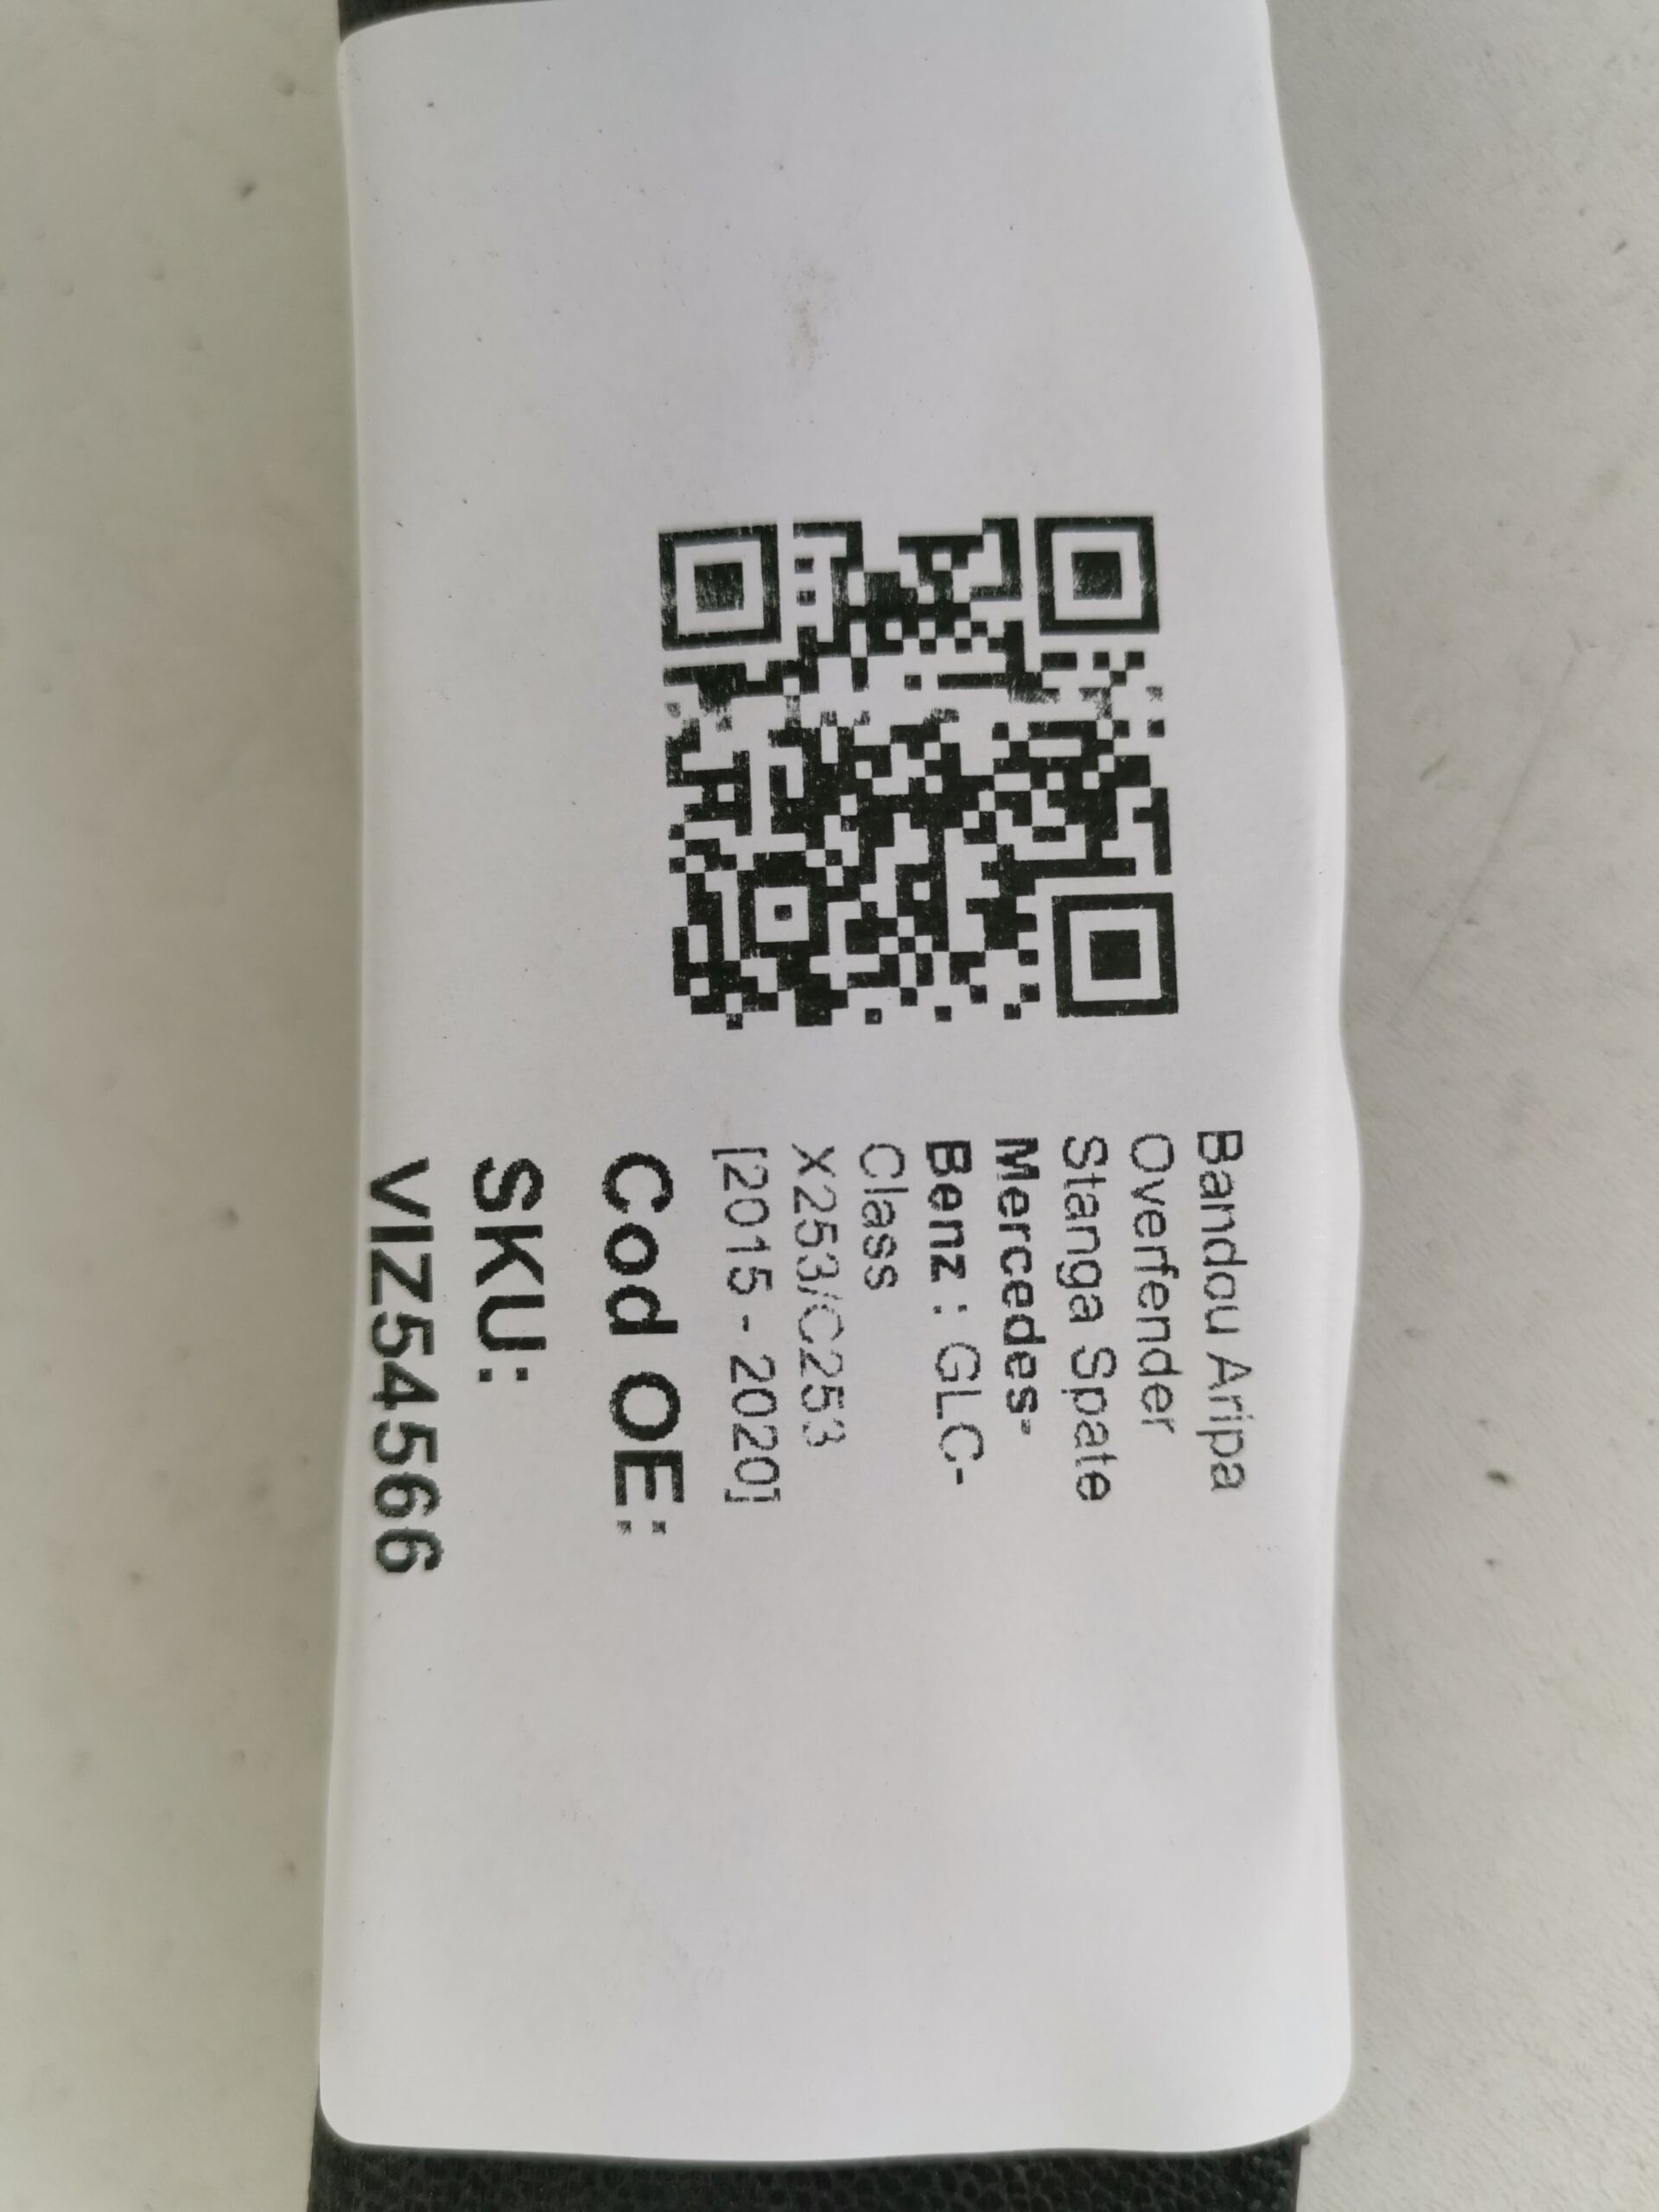 Bandou Aripa
Overfender
Stanga Spate
Mercedes-
Benz : GLC-
Class
X253/C253
[2015 - 2020]
Cod OE:
SKU:
VIZ54566